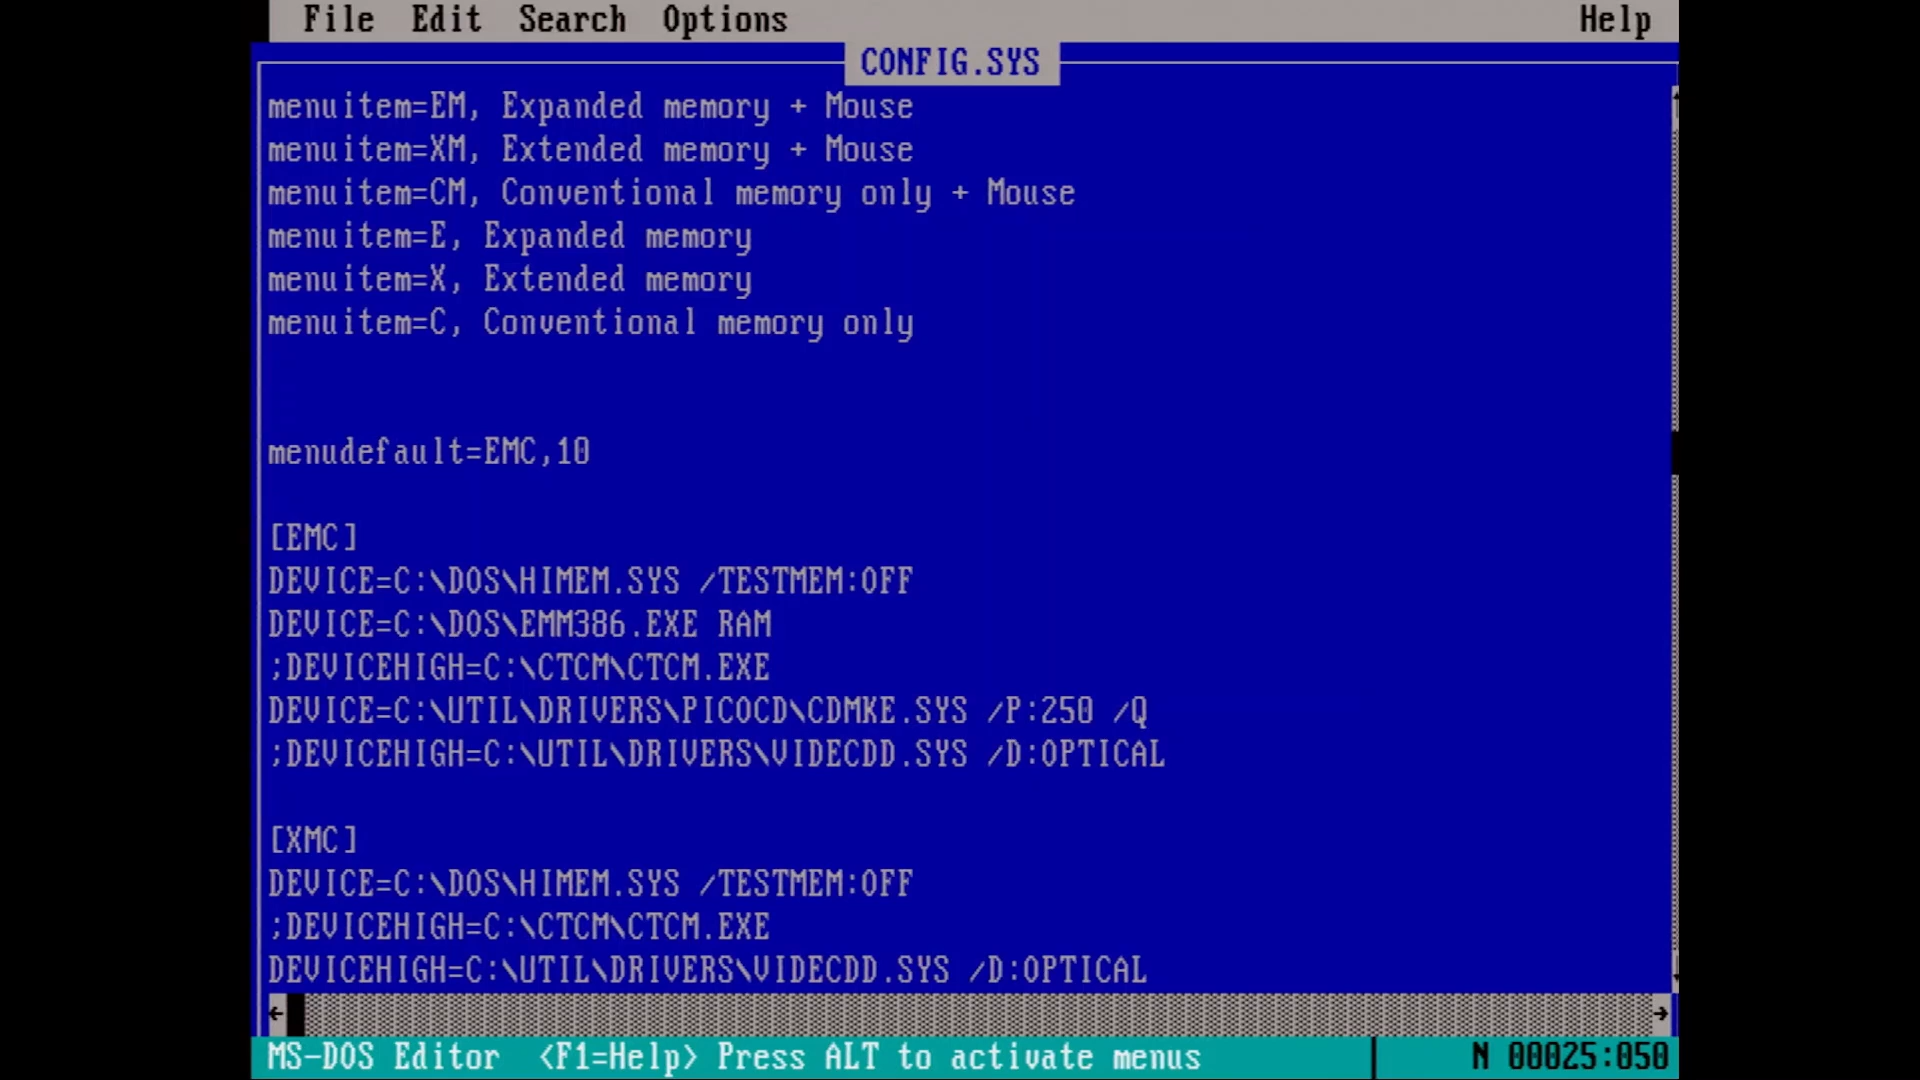 File Edit Search Options Help
CONFIG.SYS
menuitem=EM, Expanded memory + Mouse
menuitem=XM, Extended memory + Mouse
menuitem=CM, Conventional memory only + Mouse
menuitem=E, Expanded memory
menuitem=X, Extended memory
menuitem=C, Conventional memory only
menudefault=EMC,10
[EMC]
DEVICE=C:\DOS\HIMEM.SYS /TESTMEM:OFF
DEVICE=C:\DOS\EMM386.EXE RAM
;DEVICEHIGH=C:\CTCM\CTCM.EXE
DEVICE=C:\UTIL\DRIVERS\PICOCD\CDMKE.SYS /P:250 /Q
;DEVICEHIGH=C:\UTIL\DRIVERS\VIDECDD.SYS /D:OPTICAL
[XMC]
DEVICE=C:\DOS\HIMEM.SYS /TESTMEM:OFF
;DEVICEHIGH=C:\CTCM\CTCM.EXE
DEVICEHIGH=C:\UTIL\DRIVERS\VIDECDD.SYS /D:OPTICAL
MS-DOS Editor <F1=Help> Press ALT to activate menus N 00025:050